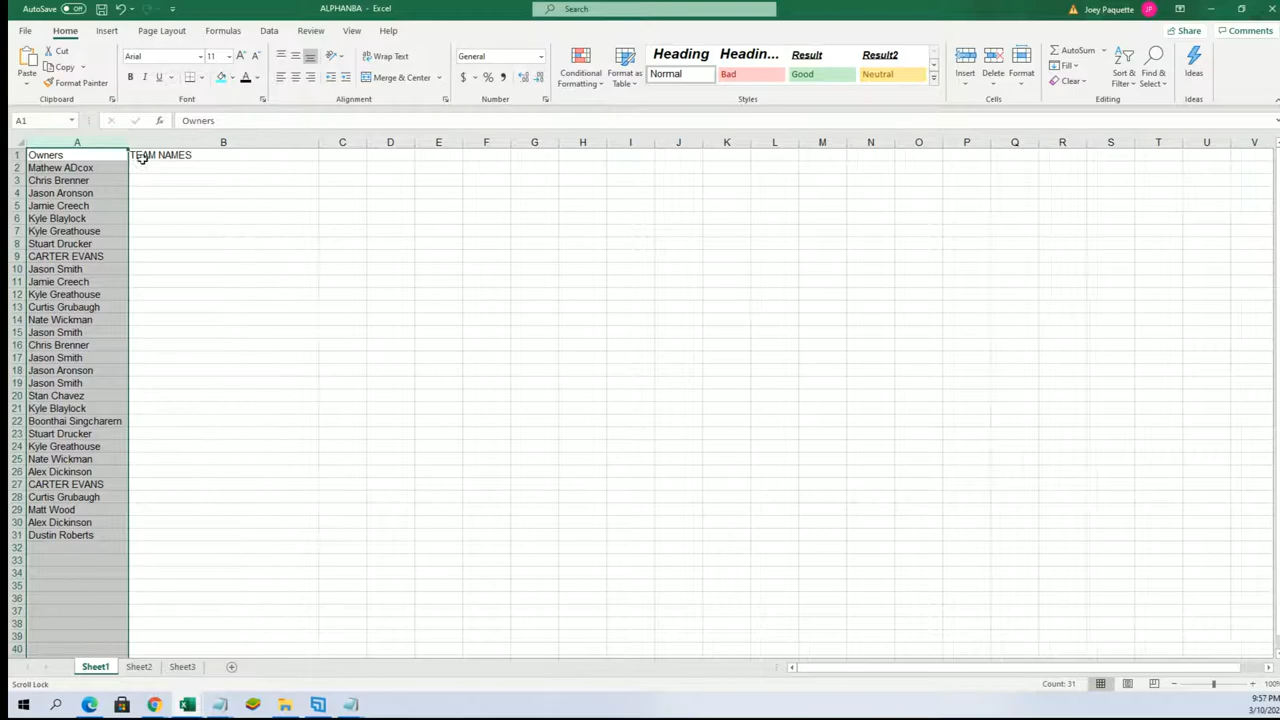 AutoSave Off ALPHANBA - Excel Search Joey Paquette JP
File Home Insert Page Layout Formulas Data Review View Help Share Comments
Paste Cut Copy Format Painter Clipboard
Arial 11 A A B I U A Font
Wrap Text Merge & Center Alignment
General $ % 9 Number
Conditional Formatting Format as Table
Heading Headin... Result Result2
Normal Bad Good Neutral
Styles
Insert Delete Format Cells
AutoSum Fill Clear Sort & Filter Find & Select Editing
Ideas Ideas
A1 fx Owners
A B C D E F G H I J K L M N O P Q R S T U V
1 Owners TEAM NAMES
2 Mathew ADcox
3 Chris Brenner
4 Jason Aronson
5 Jamie Creech
6 Kyle Blaylock
7 Kyle Greathouse
8 Stuart Drucker
9 CARTER EVANS
10 Jason Smith
11 Jamie Creech
12 Kyle Greathouse
13 Curtis Grubaugh
14 Nate Wickman
15 Jason Smith
16 Chris Brenner
17 Jason Smith
18 Jason Aronson
19 Jason Smith
20 Stan Chavez
21 Kyle Blaylock
22 Boonthai Singcharern
23 Stuart Drucker
24 Kyle Greathouse
25 Nate Wickman
26 Alex Dickinson
27 CARTER EVANS
28 Curtis Grubaugh
29 Matt Wood
30 Alex Dickinson
31 Dustin Roberts
32
33
34
35
36
37
38
39
40
Sheet1 Sheet2 Sheet3
Scroll Lock Count: 31 100%
9:57 PM
3/10/202